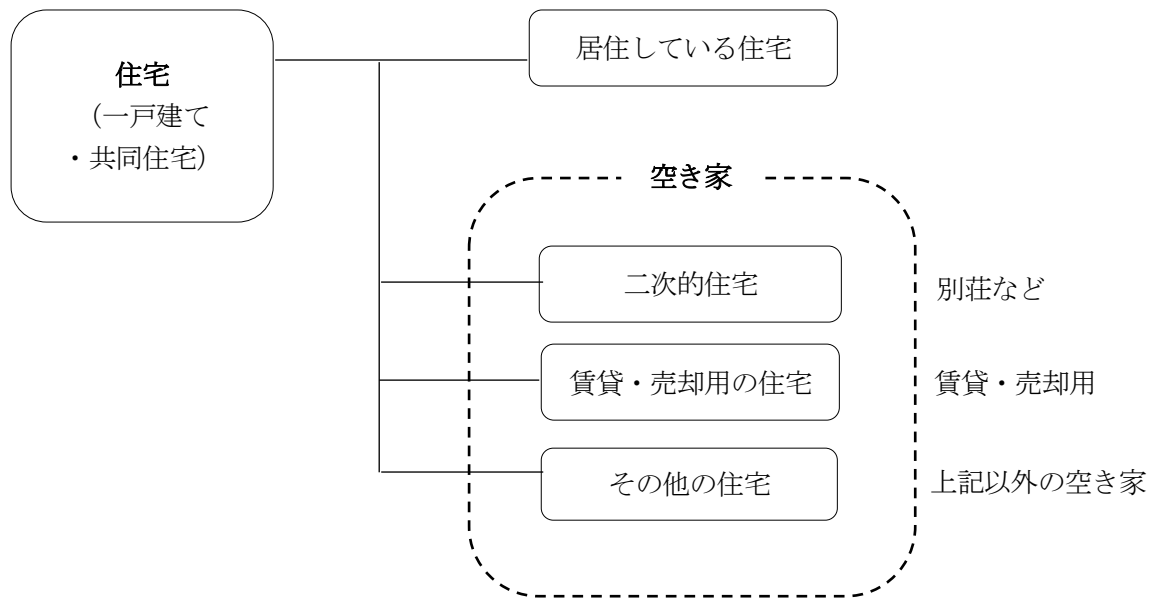 住宅
（一戸建て
・共同住宅）
居住している住宅
空き家
二次的住宅
別荘など
賃貸・売却用の住宅
賃貸・売却用
その他の住宅
上記以外の空き家